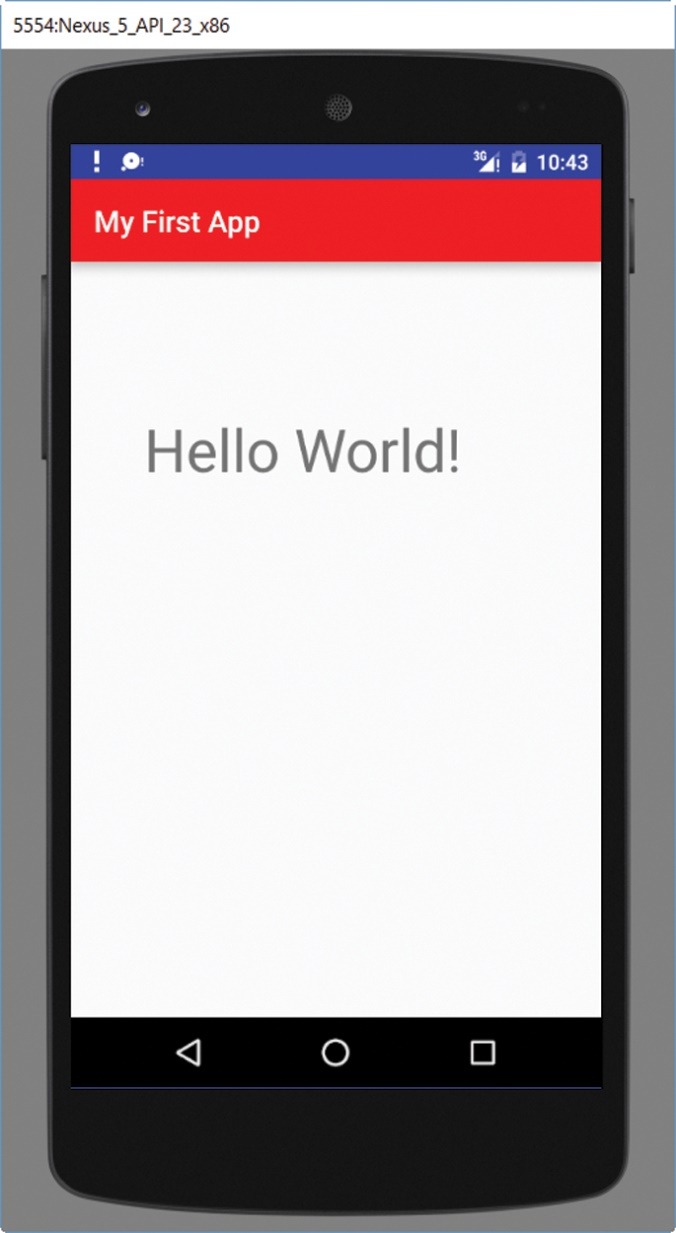 5554:Nexus_5_API_23_x86
3G 10:43
My First App
Hello World!